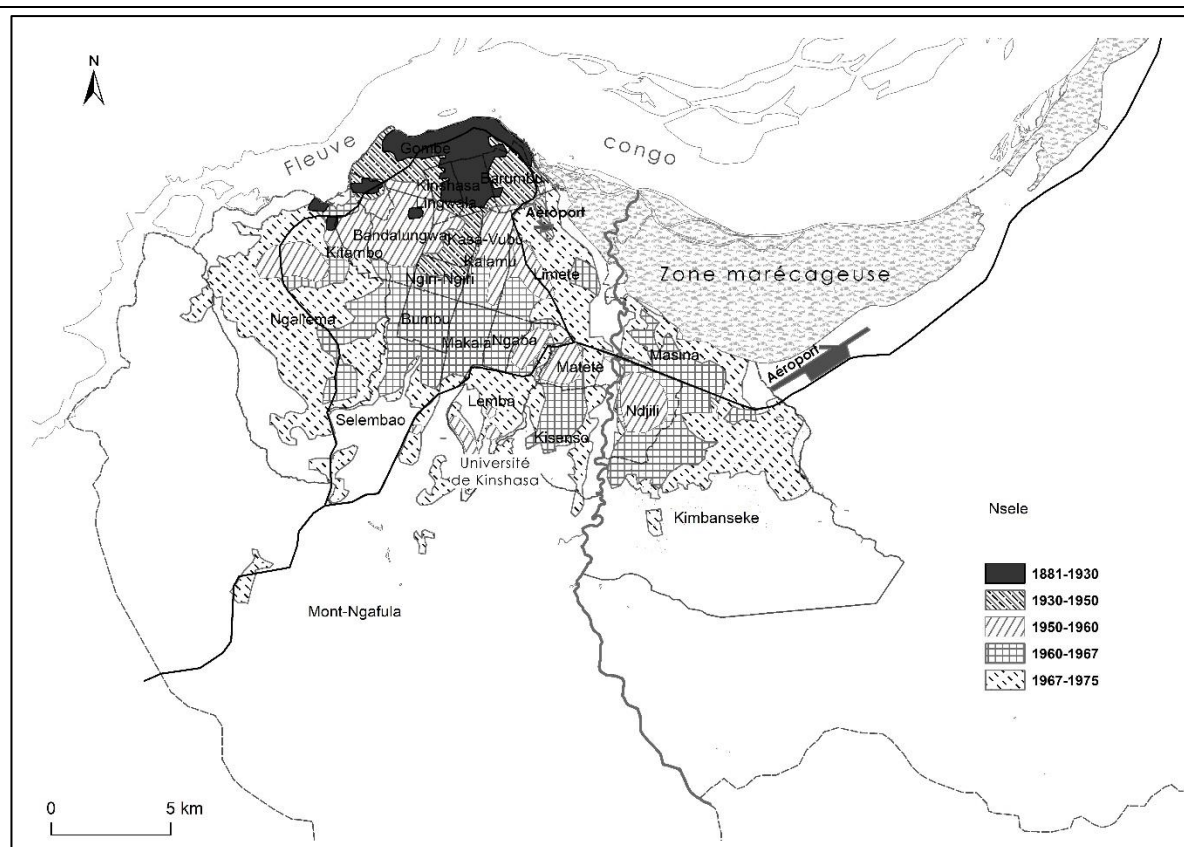 N
Fleuve
congo
Gombe
Kinshasa
Barumbu
Lingwala
Aéroport
Bandalungwa
Kasa-Vubu
Kitambo
Kalamu
Limete
Zone marécageuse
Ngiri-Ngiri
Ngaliema
Bumbu
Makala
Ngaba
Masina
Aéroport
Matete
Lemba
Ndjili
Selembao
Kisenso
Université
de Kinshasa
Kimbanseke
Nsele
Mont-Ngafula
1881-1930
1930-1950
1950-1960
1960-1967
1967-1975
0 5 km